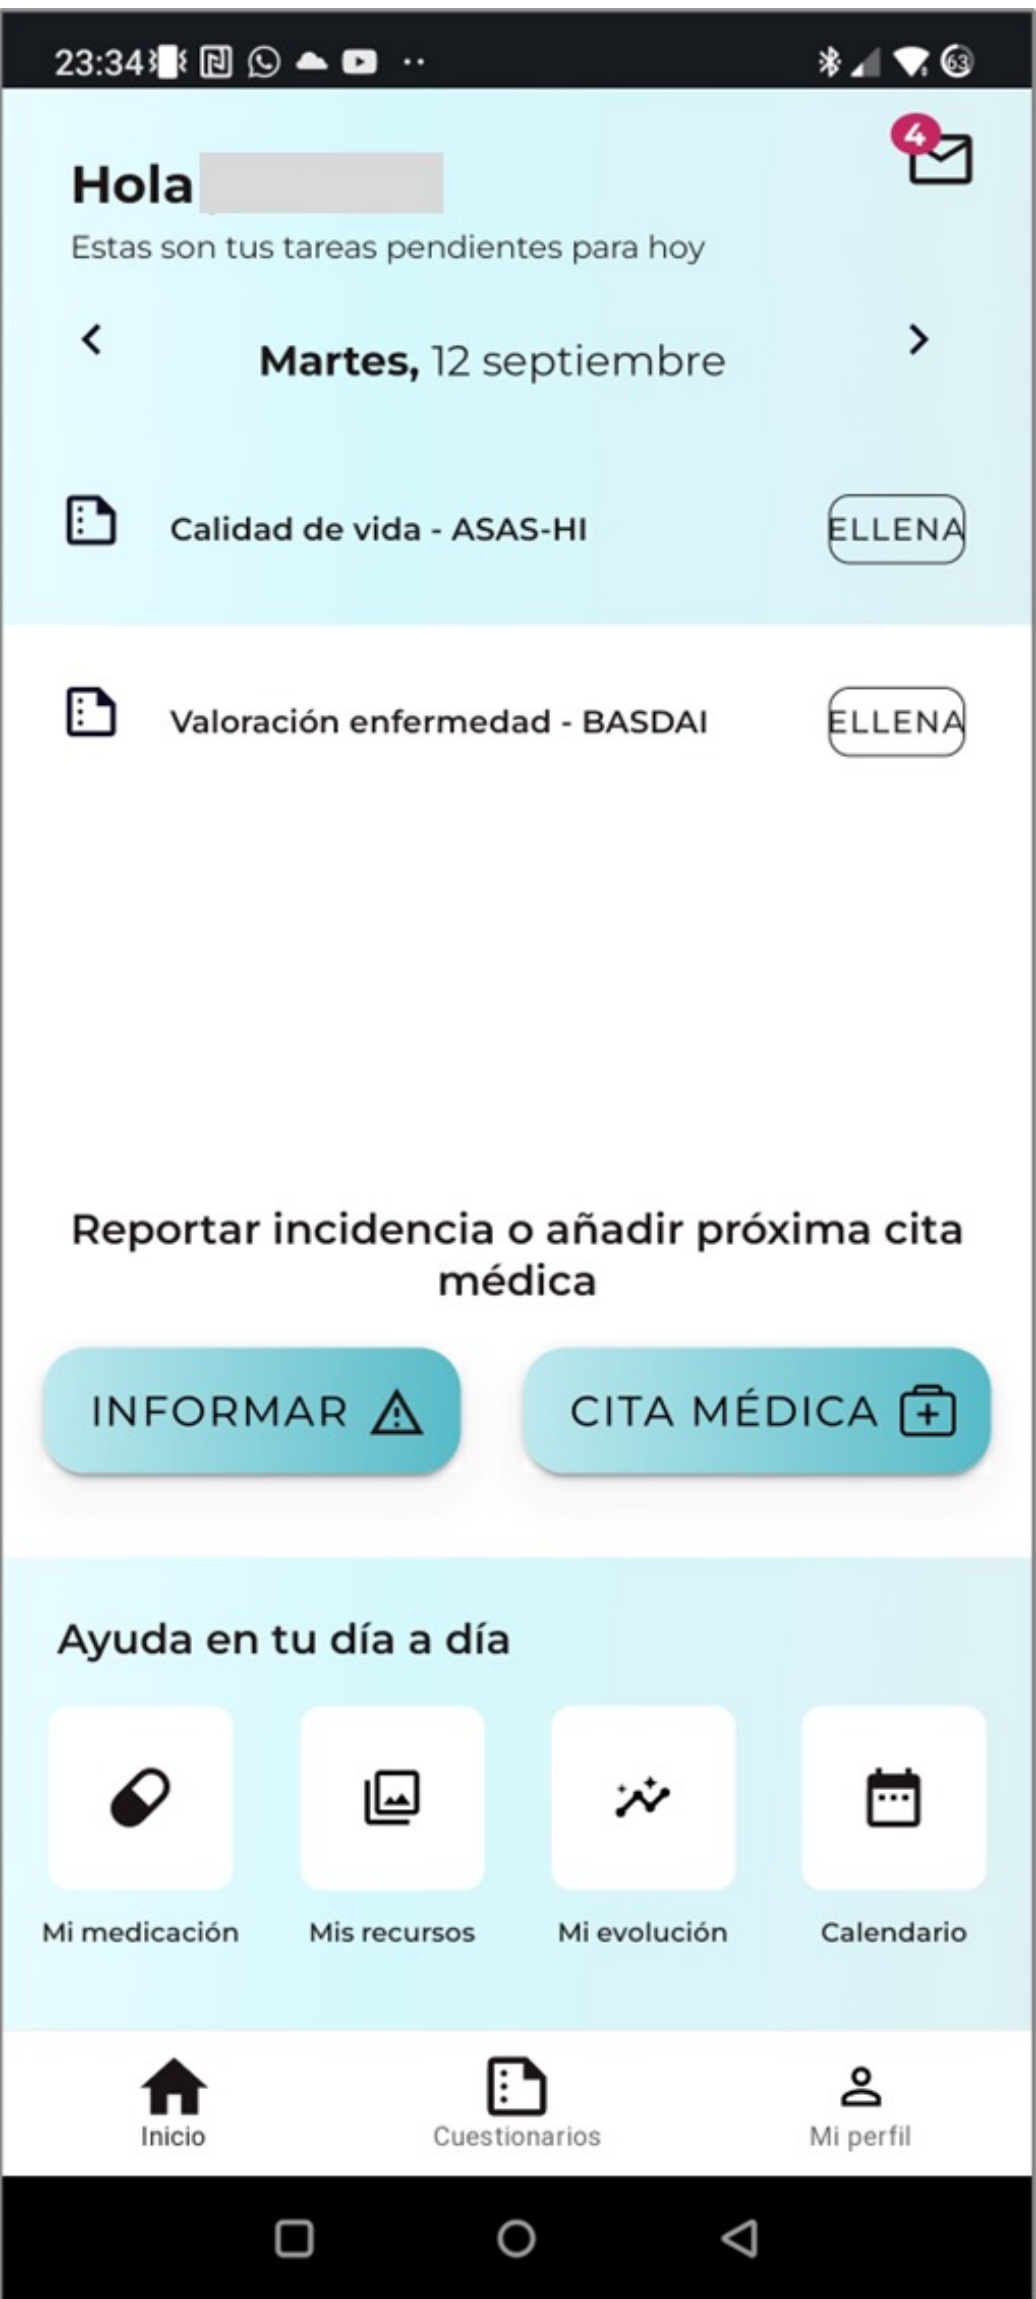 23:34
63
4
Hola
Estas son tus tareas pendientes para hoy
Martes, 12 septiembre
Calidad de vida - ASAS-HI
ELLENA
Valoración enfermedad - BASDAI
ELLENA
Reportar incidencia o añadir próxima cita
médica
INFORMAR
CITA MÉDICA
Ayuda en tu día a día
Mi medicación
Mis recursos
Mi evolución
Calendario
Inicio
Cuestionarios
Mi perfil